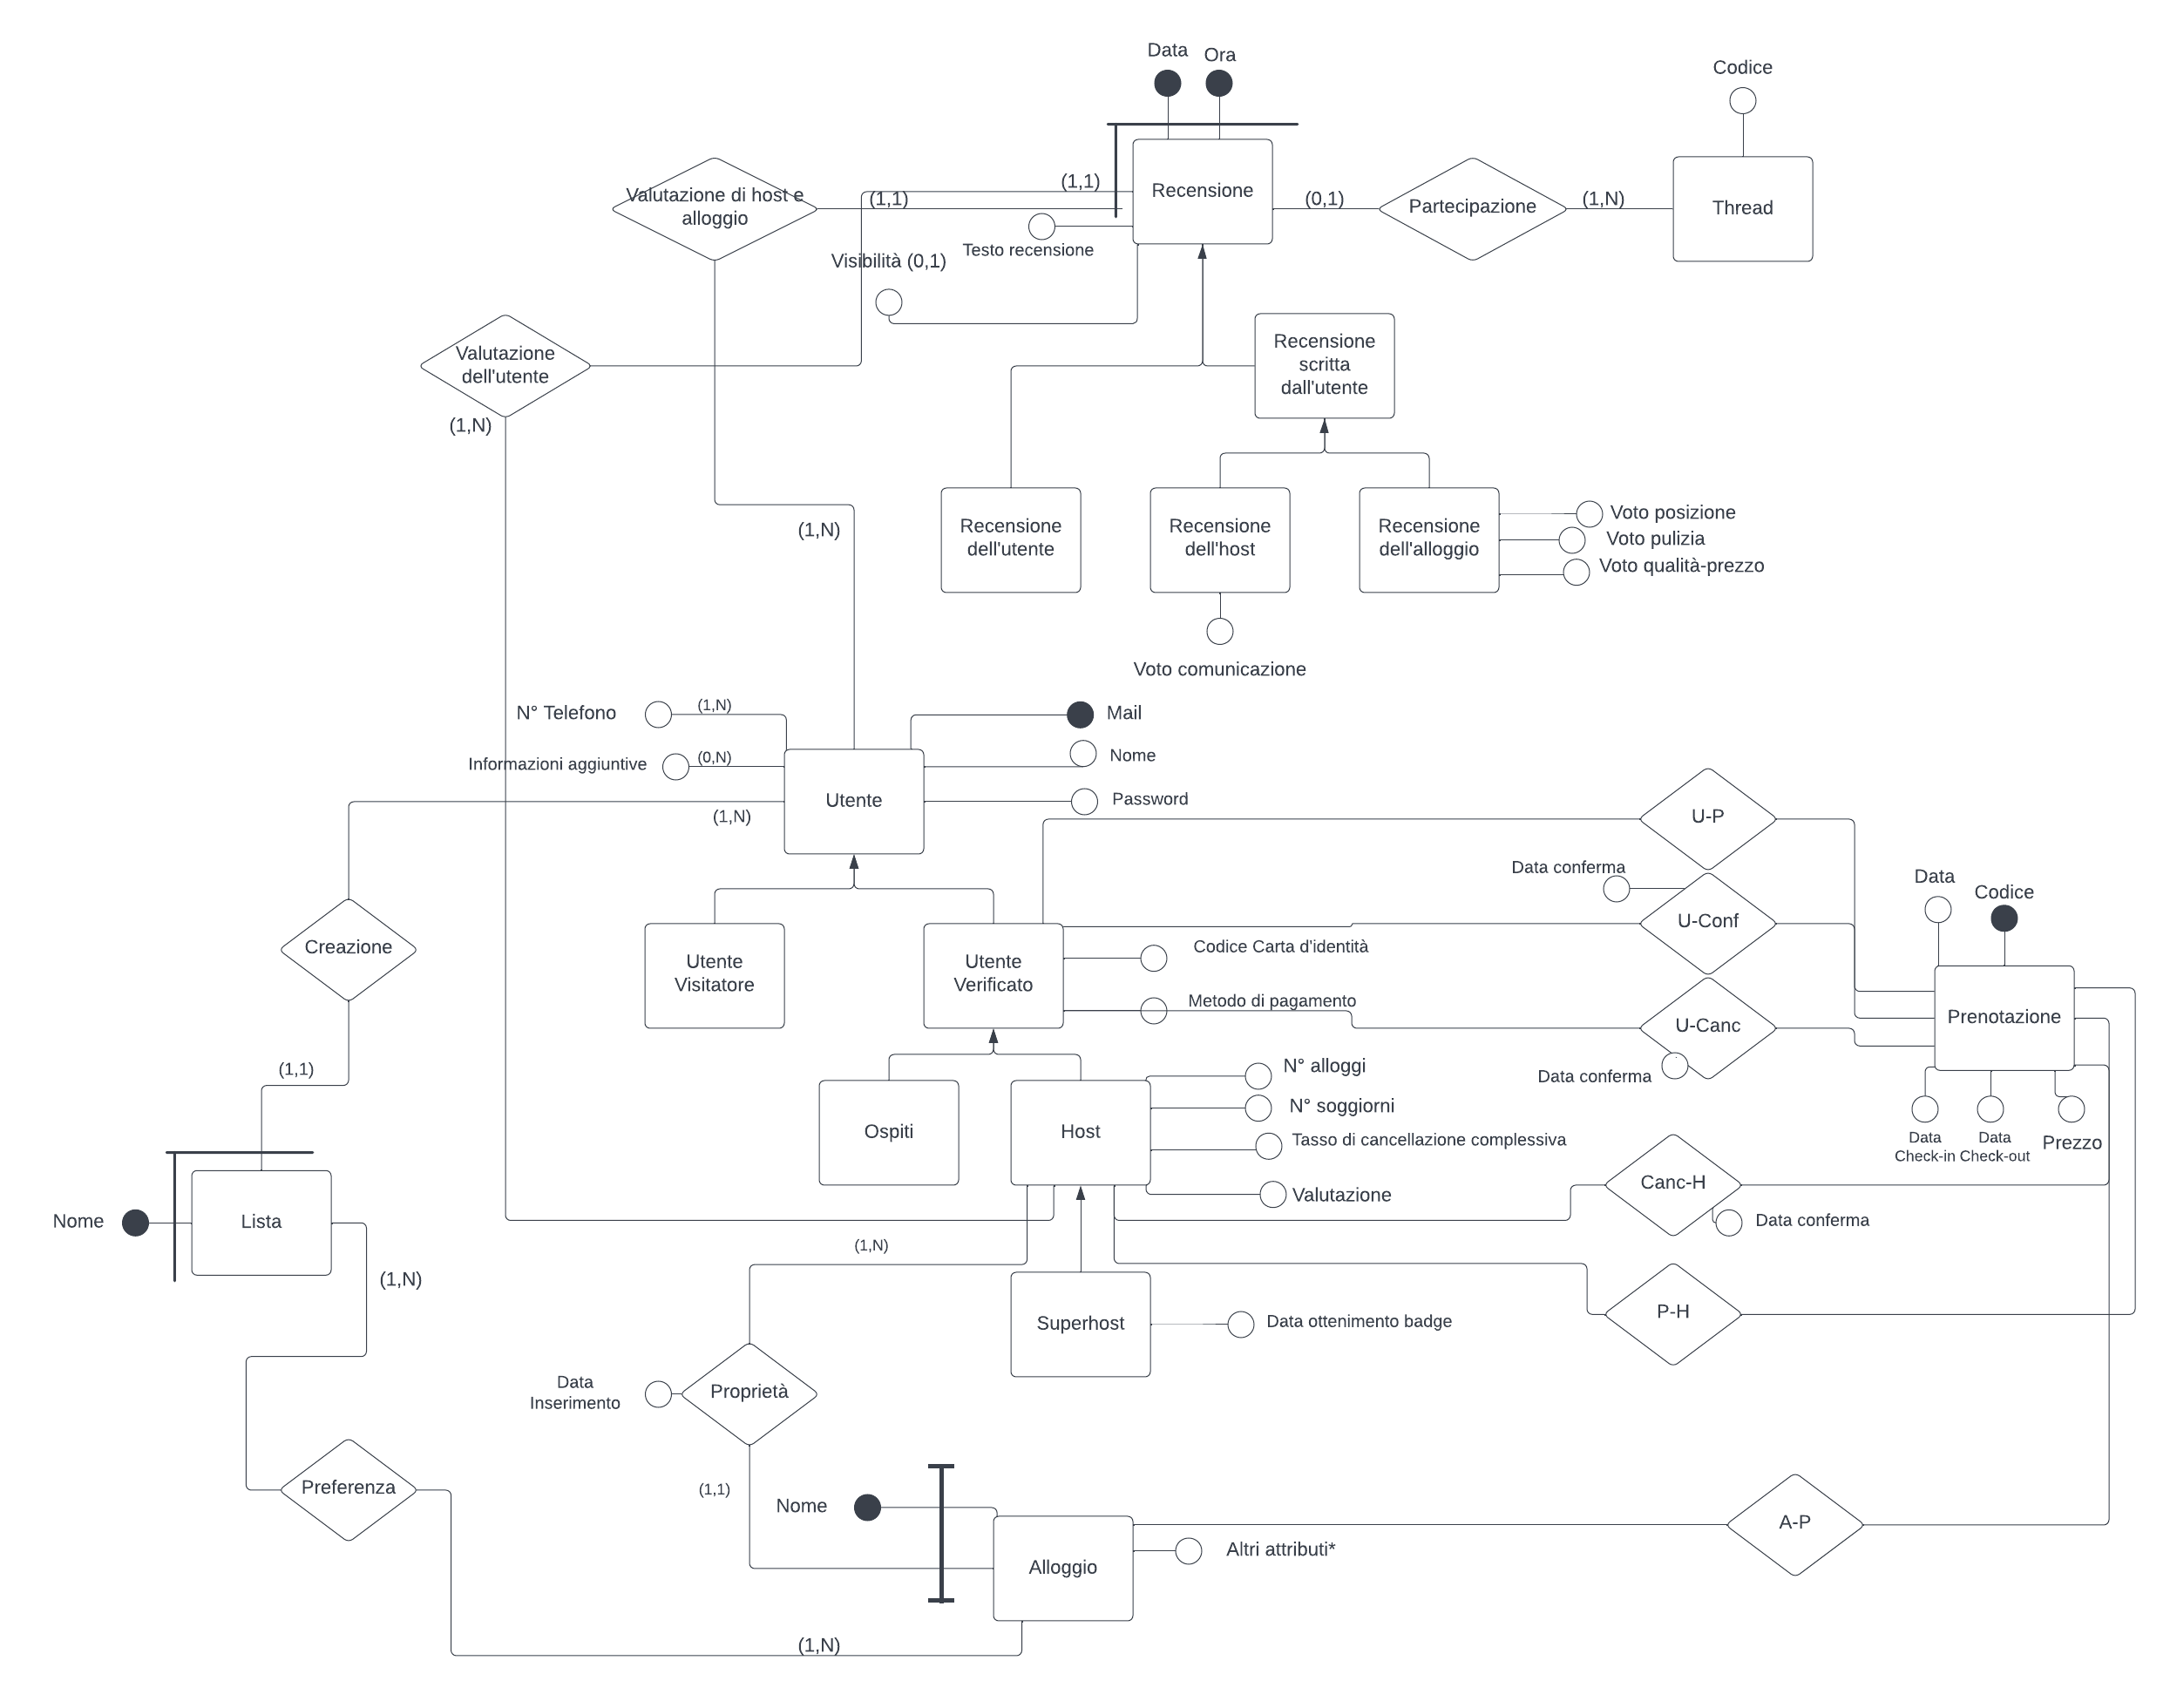 Data
Ora
Codice
Valutazione di host e
alloggio
(1,1)
(1,1)
Recensione
(0,1)
Partecipazione
(1,N)
Thread
Testo recensione
Visibilità (0,1)
Valutazione
dell'utente
(1,N)
Recensione
scritta
dall'utente
(1,N)
Recensione
dell'utente
Recensione
dell'host
Recensione
dell'alloggio
Voto posizione
Voto pulizia
Voto qualità-prezzo
Voto comunicazione
N° Telefono
(1,N)
Mail
Informazioni aggiuntive
(0,N)
Nome
Utente
Password
(1,N)
U-P
Data conferma
Data
Codice
Creazione
Utente
Visitatore
Utente
Verificato
Codice Carta d'identità
U-Conf
Metodo di pagamento
U-Canc
Prenotazione
(1,1)
N° alloggi
Data conferma
Ospiti
Host
N° soggiorni
Tasso di cancellazione complessiva
Data
Check-in
Data
Check-out
Prezzo
Valutazione
Canc-H
Data conferma
Nome
Lista
(1,N)
(1,N)
Superhost
Data ottenimento badge
P-H
Data
Inserimento
Proprietà
Preferenza
(1,1)
Nome
A-P
Alloggio
Altri attributi*
(1,N)